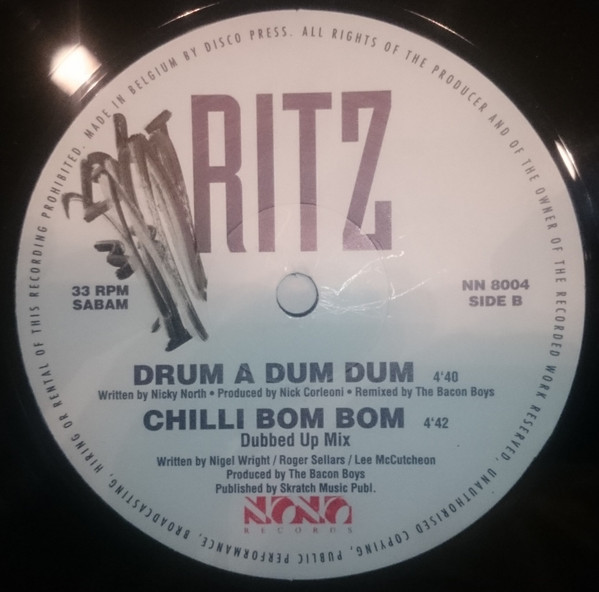 MADE IN BELGIUM BY DISCO PRESS. ALL RIGHTS OF THE PRODUCER AND OF THE OWNER OF THE RECORDED WORK RESERVED. UNAUTHORISED COPYING, PUBLIC PERFORMANCE, BROADCASTING, HIRING OR RENTAL OF THIS RECORDING PROHIBITED.
RITZ
33 RPM
SABAM
NN 8004
SIDE B
DRUM A DUM DUM 4'40
Written by Nicky North • Produced by Nick Corleoni • Remixed by The Bacon Boys
CHILLI BOM BOM 4'42
Dubbed Up Mix
Written by Nigel Wright / Roger Sellars / Lee McCutcheon
Produced by The Bacon Boys
Published by Skratch Music Publ.
NONO
RECORDS